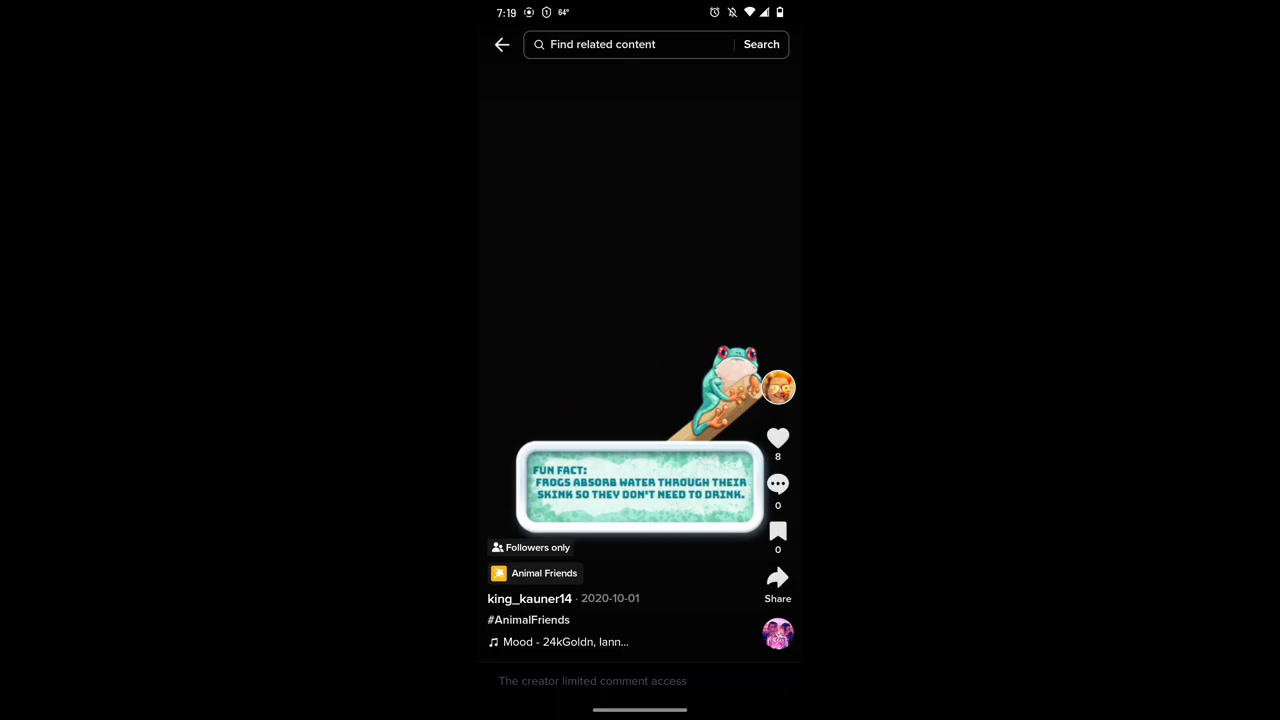 7:19 64°
Find related content Search
FUN FACT:
FROGS ABSORB WATER THROUGH THEIR
SKINK SO THEY DON'T NEED TO DRINK.
8
0
0
Share
Followers only
Animal Friends
king_kauner14 · 2020-10-01
#AnimalFriends
Mood - 24kGoldn, Iann...
The creator limited comment access